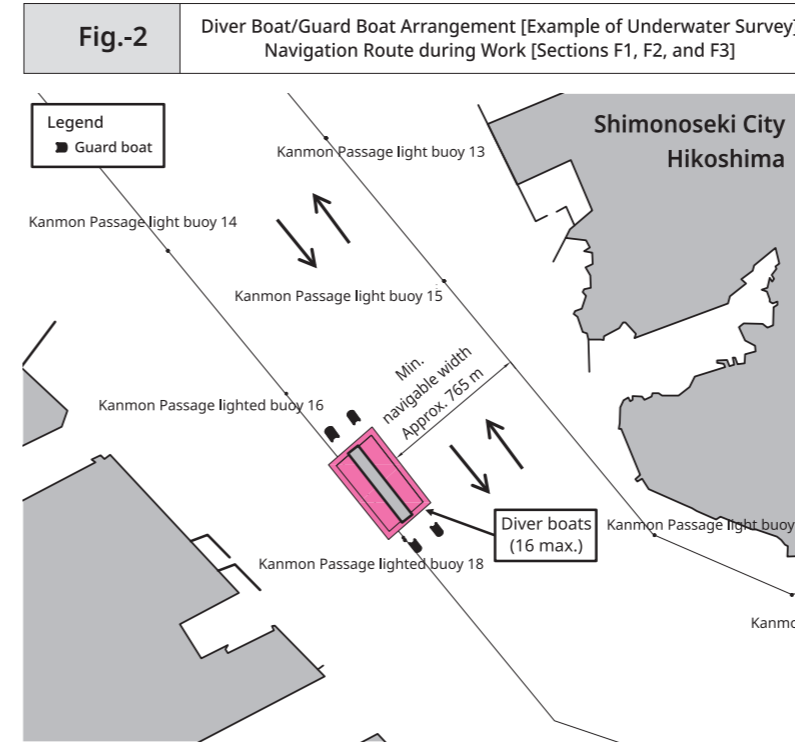 Fig.-2
Diver Boat/Guard Boat Arrangement [Example of Underwater Survey]
Navigation Route during Work [Sections F1, F2, and F3]
Legend
Guard boat
Shimonoseki City
Hikoshima
Kanmon Passage light buoy 13
Kanmon Passage light buoy 14
Kanmon Passage light buoy 15
Min.
navigable width
Approx. 765 m
Kanmon Passage lighted buoy 16
Diver boats
(16 max.)
Kanmon Passage light buoy
Kanmon Passage lighted buoy 18